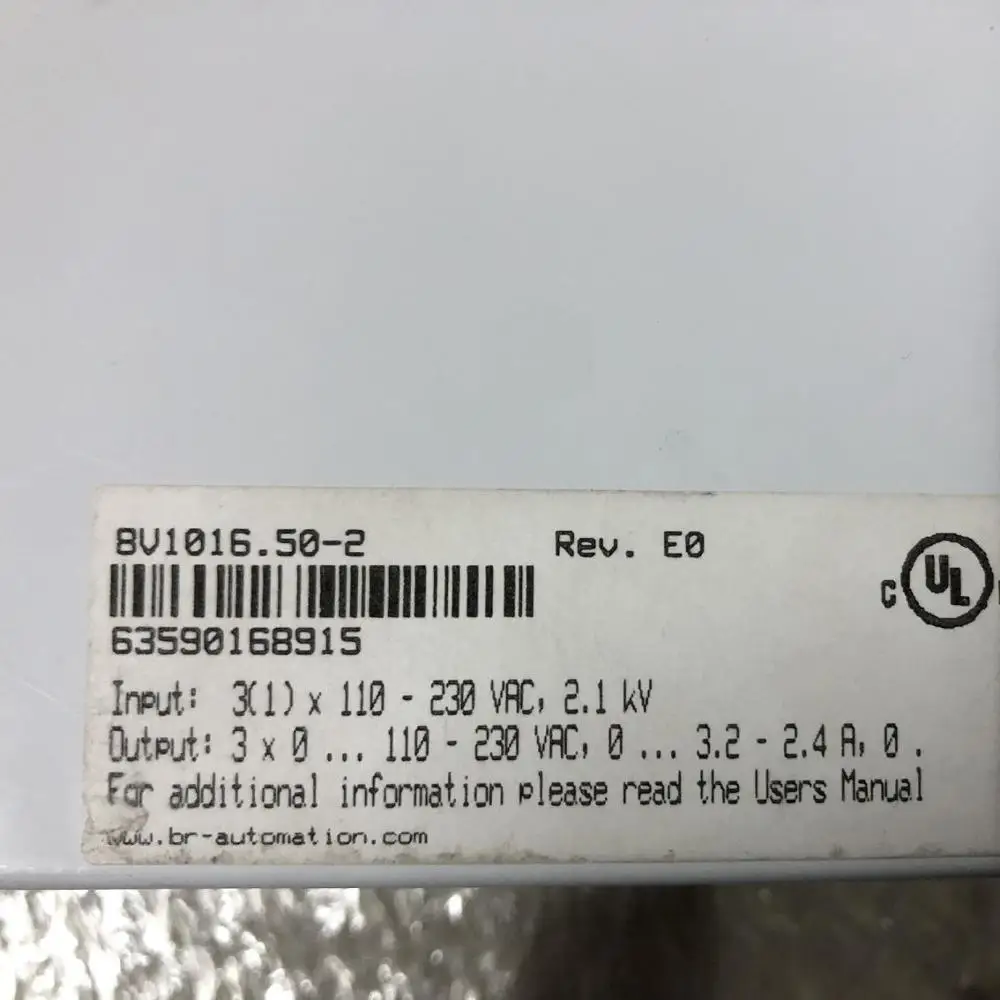 8V1016.50-2 Rev. E0
63590168915
C UL
Input: 3(1) x 110 - 230 VAC, 2.1 kV
Output: 3 x 0 ... 110 - 230 VAC, 0 ... 3.2 - 2.4 A, 0 .
For additional information please read the Users Manual
www.br-automation.com